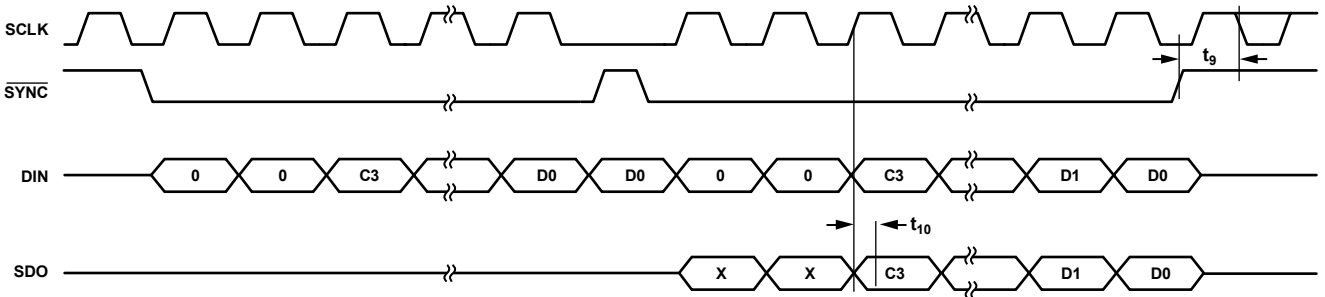 SCLK
t9
SYNC
DIN 0 0 C3 D0 D0 0 0 C3 D1 D0
t10
SDO X X C3 D1 D0